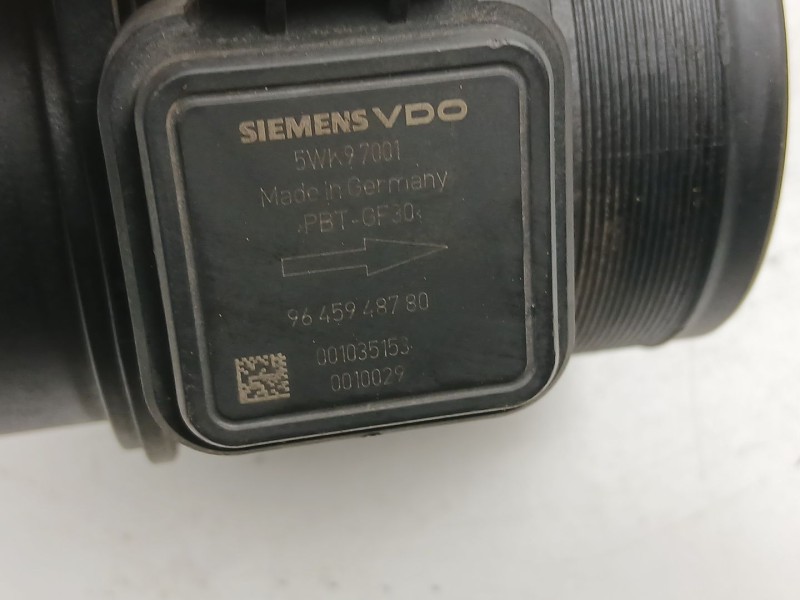 SIEMENS VDO
5WK9 7001
Made in Germany
>PBT-GF30<
96 459 487 80
001035153
0010029